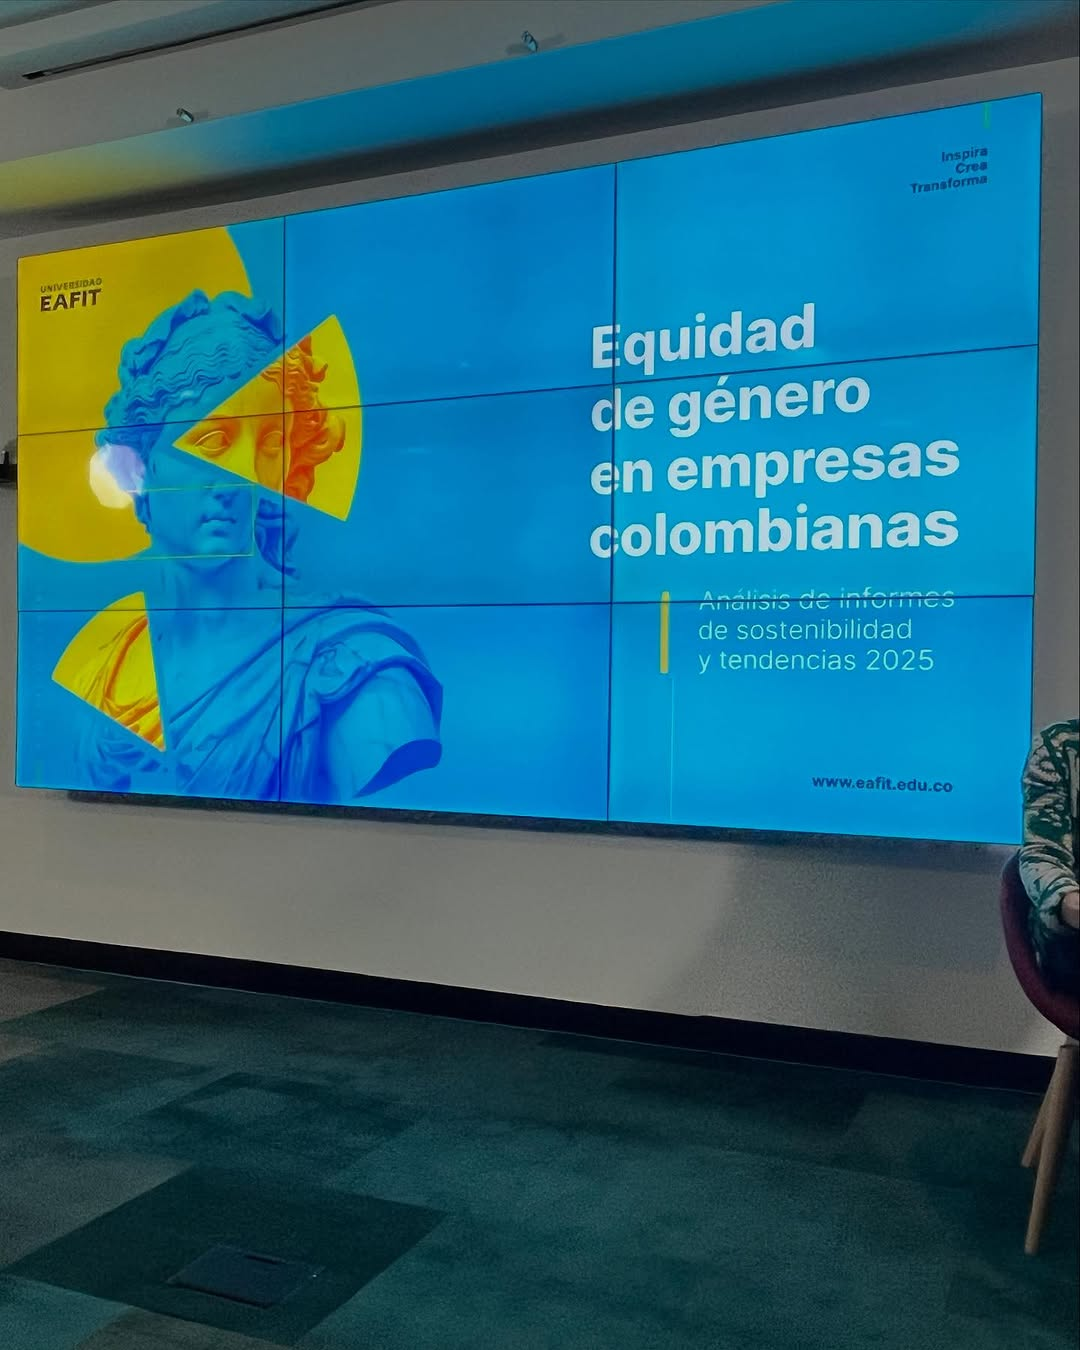 UNIVERSIDAD
EAFIT
Inspira
Crea
Transforma
Equidad
de género
en empresas
colombianas
Análisis de informes
de sostenibilidad
y tendencias 2025
www.eafit.edu.co